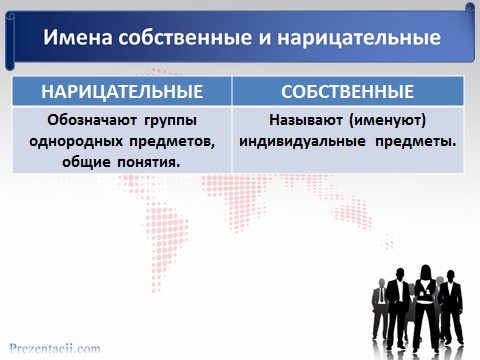 Имена собственные и нарицательные
НАРИЦАТЕЛЬНЫЕ
СОБСТВЕННЫЕ
Обозначают группы
однородных предметов,
общие понятия.
Называют (именуют)
индивидуальные предметы.
Prezentacii.com